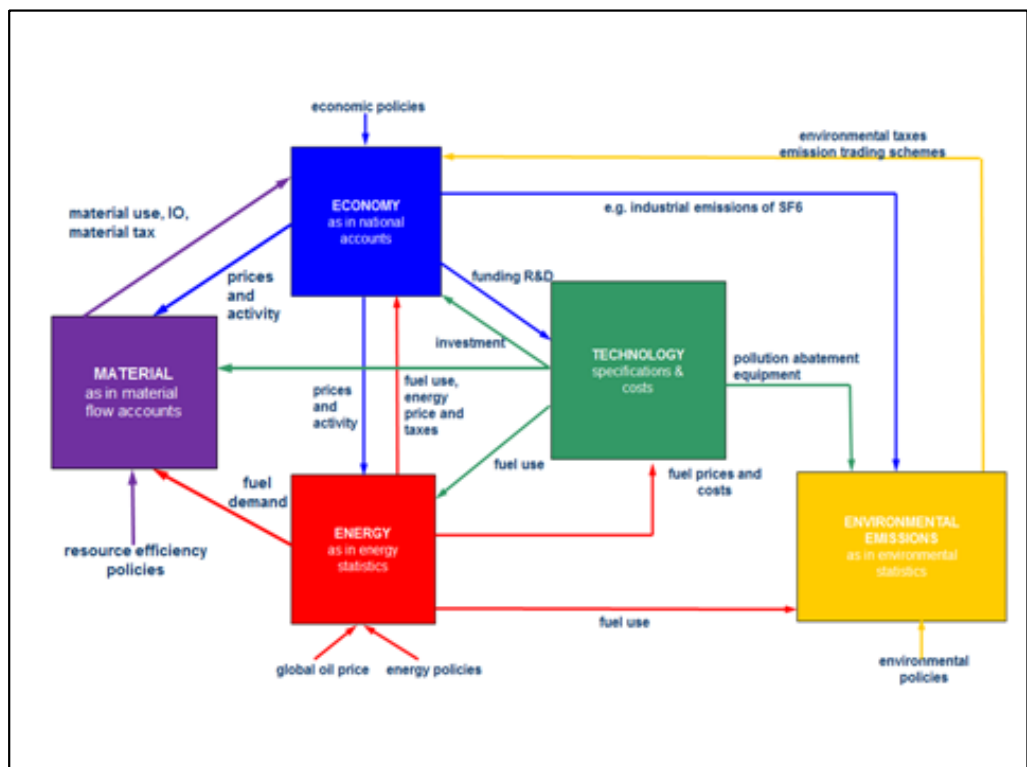 economic policies
environmental taxes
emission trading schemes
ECONOMY
as in national
accounts
material use, IO,
material tax
e.g. industrial emissions of SF6
funding R&D
prices
and
activity
investment
TECHNOLOGY
specifications &
costs
pollution abatement
equipment
MATERIAL
as in material
flow accounts
prices
and
activity
fuel use,
energy
price and
taxes
fuel use
fuel prices and
costs
fuel
demand
ENERGY
as in energy
statistics
ENVIRONMENTAL
EMISSIONS
as in environmental
statistics
resource efficiency
policies
fuel use
global oil price
energy policies
environmental
policies